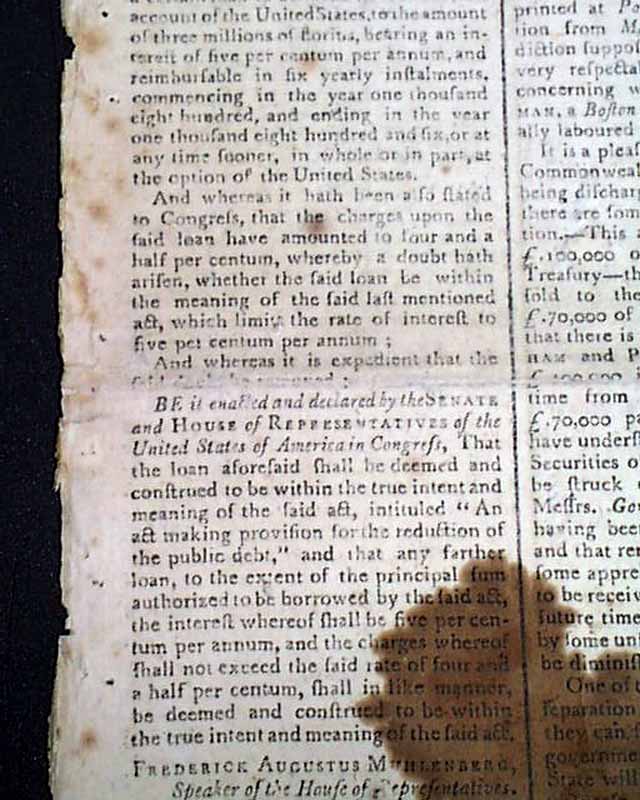 account of the United States, to the amount
of three millions of florins, bearing an in-
terest of five per centum per annum, and
reimbursable in six yearly instalments,
commencing in the year one thousand
eight hundred, and ending in the year
one thousand eight hundred and six, or at
any time sooner, in whole or in part, at
the option of the United States.
And whereas it hath been also stated
to Congreſs, that the charges upon the
ſaid loan have amounted to four and a
half per centum, whereby a doubt hath
ariſen, whether the ſaid loan be within
the meaning of the ſaid laſt mentioned
act, which limits the rate of intereſt to
five per centum per annum ;
And whereas it is expedient that the
BE it enacted and declared by the SENATE
and HOUSE of REPRESENTATIVES of the
United States of America in Congreſs, That
the loan aforeſaid ſhall be deemed and
conſtrued to be within the true intent and
meaning of the ſaid act, intituled "An
act making proviſion for the reduction of
the public debt," and that any farther
loan, to the extent of the principal ſum
authorized to be borrowed by the ſaid act,
the intereſt whereof ſhall be five per cen-
tum per annum, and the charges whereof
ſhall not exceed the ſaid rate of four and
a half per centum, ſhall in like manner,
be deemed and conſtrued to be within
the true intent and meaning of the ſaid act.
FREDERICK AUGUSTUS MUHLENBERG,
Speaker of the House of Repreſentatives.
printed at
tion from
diction
very
concerning
MAN, a Boſton
ally laboured
It is a
Commonweal
being
there are
tion.—This
£.100,000
Treaſury—
ſold to the
£.70,000 of
that there is
HAM and
£.100,000
time from
£.70,000
have
Securities
be ſtruck
Meſſrs.
having been
and that
ſome
to be
future time
by ſome
be
One of
ſeparation
they can,
State will